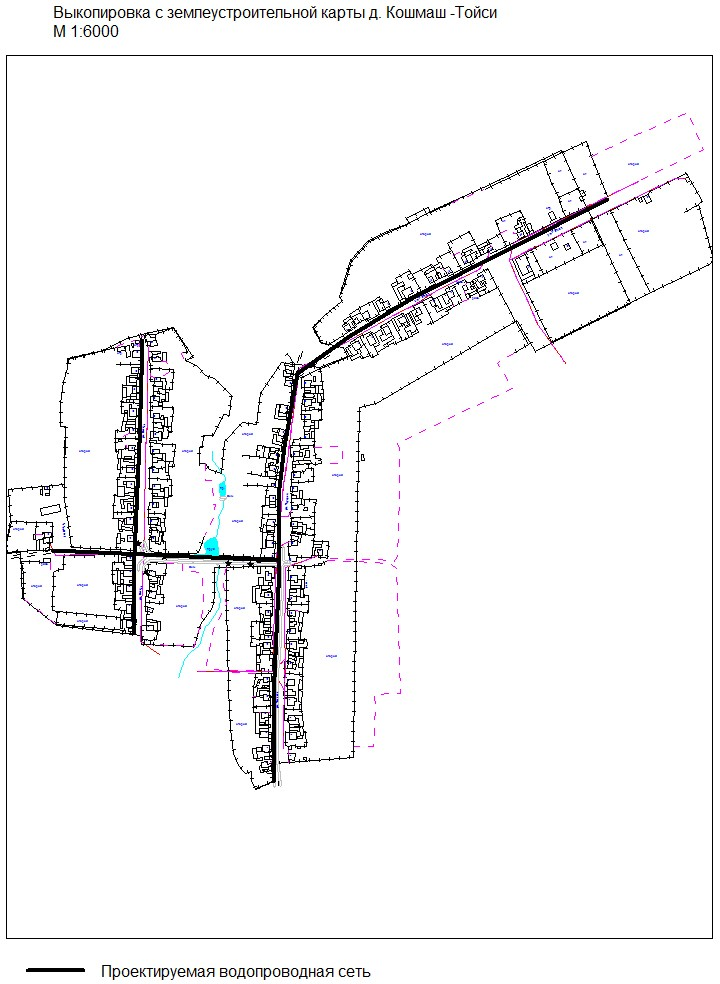 Выкопировка с землеустроительной карты д. Кошмаш -Тойси
М 1:6000
Проектируемая водопроводная сеть